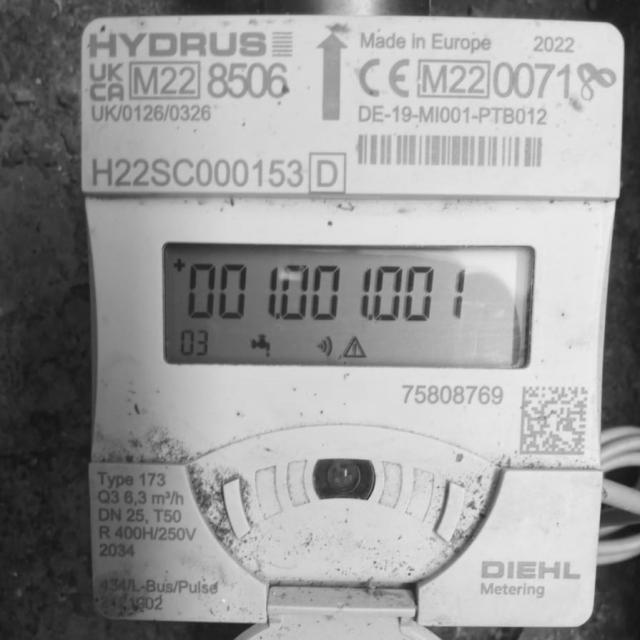 HYDRUS
Made in Europe 2022
UK CA M22 8506
CE M22 0071
UK/0126/0326
DE-19-MI001-PTB012
H22SC000153 D
+001.001.001
03
75808769
Type 173
Q3 6,3 m³/h
DN 25, T50
R 400H/250V
2034
L-Bus/Pulse
DIEHL
Metering